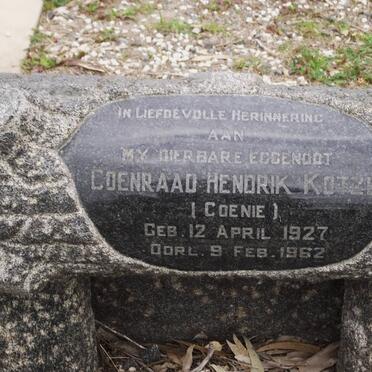 IN LIEFDEVOLLE HERINNERING
AAN
MY DIERBARE EGGENOOT
COENRAAD HENDRIK KOTZE
( COENIE )
GEB. 12 APRIL 1927
OORL. 9 FEB. 1962